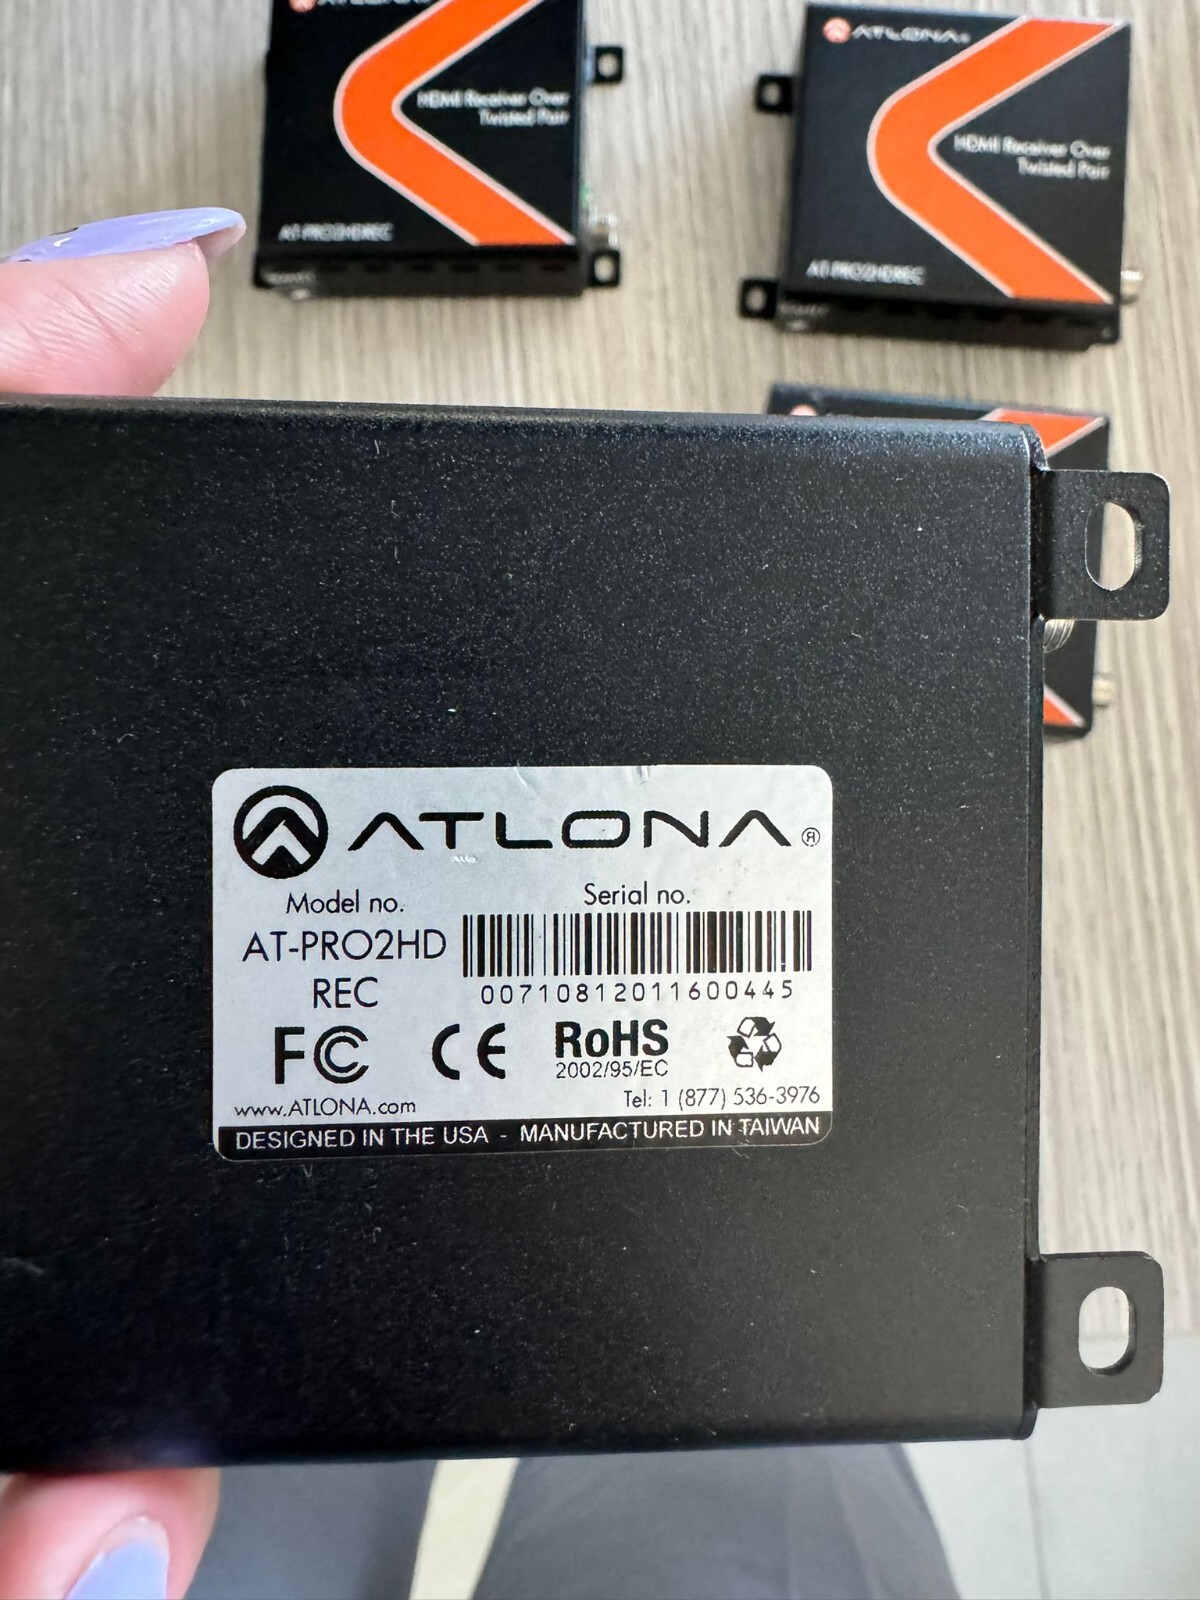 ATLONA
HDMI Receiver Over
Twisted Pair
AT-PRO2HDREC
ATLONA®
HDMI Receiver Over
Twisted Pair
AT-PRO2HDREC
ATLONA®
Model no.
AT-PRO2HD
REC
Serial no.
00710812011600445
FC CE RoHS
2002/95/EC
www.ATLONA.com
Tel: 1 (877) 536-3976
DESIGNED IN THE USA - MANUFACTURED IN TAIWAN